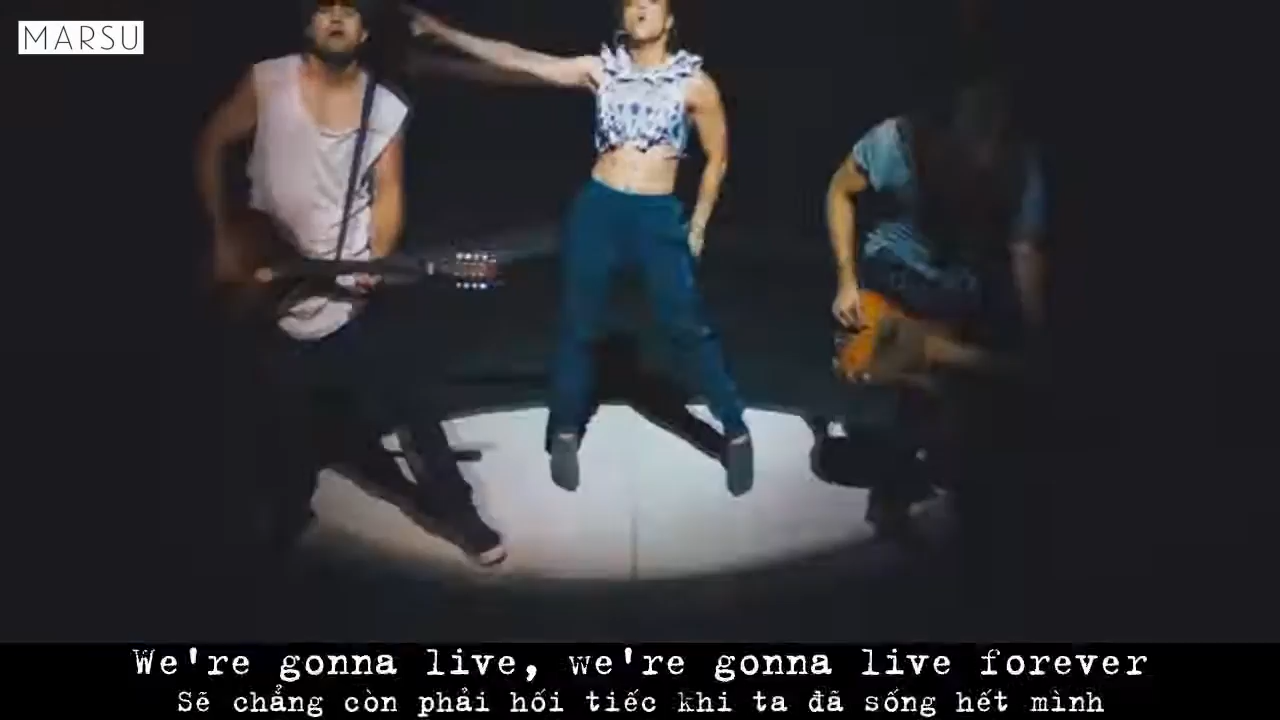 MARSU
We're gonna live, we're gonna live forever
Sẽ chẳng còn phải hối tiếc khi ta đã sống hết mình